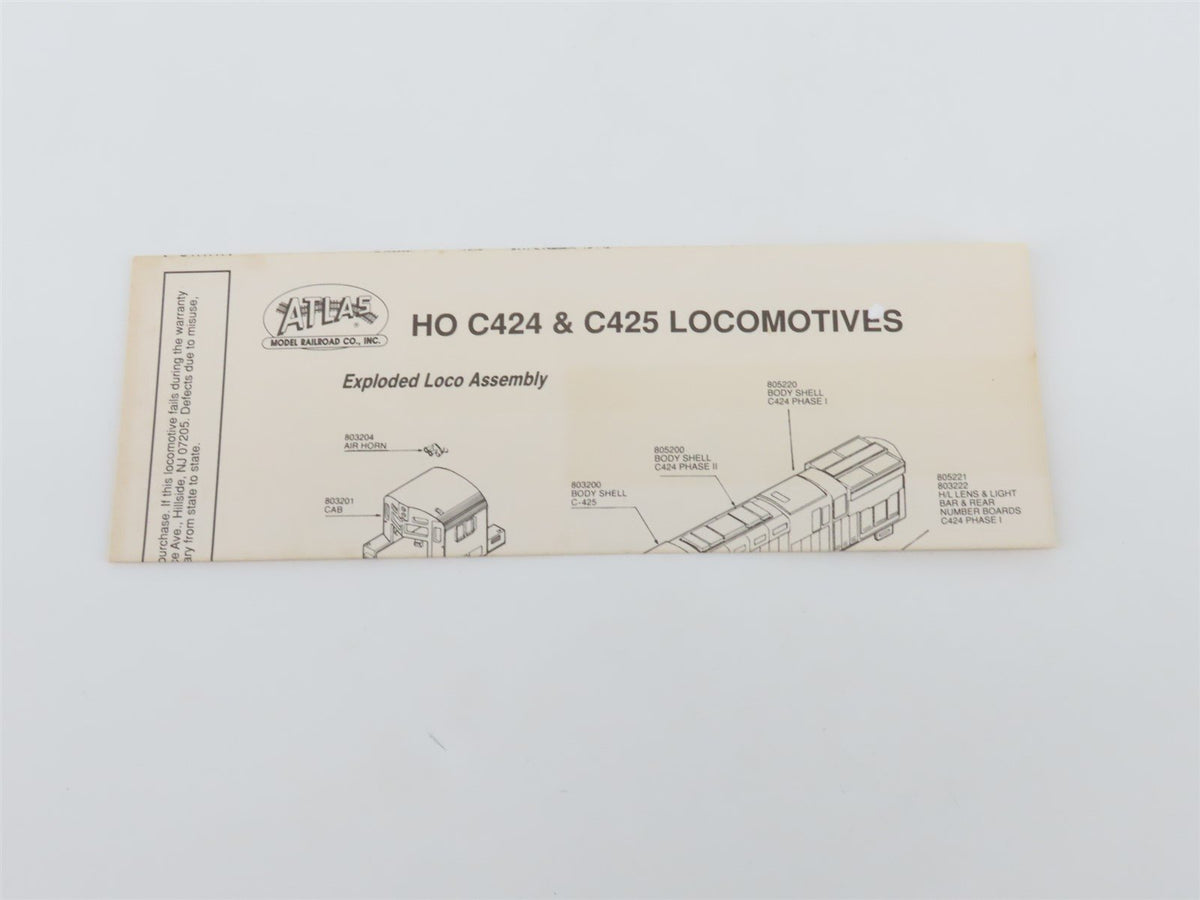 purchase. If this locomotive fails during the warranty
Ave., Hillside, NJ 07205. Defects due to misuse,
ary from state to state.
ATLAS
®
MODEL RAILROAD CO., INC.
HO C424 & C425 LOCOMOTIVES
Exploded Loco Assembly
803204
AIR HORN
803201
CAB
803200
BODY SHELL
C-425
805200
BODY SHELL
C424 PHASE II
805220
BODY SHELL
C424 PHASE I
805221
803222
H/L LENS & LIGHT
BAR & REAR
NUMBER BOARDS
C424 PHASE I